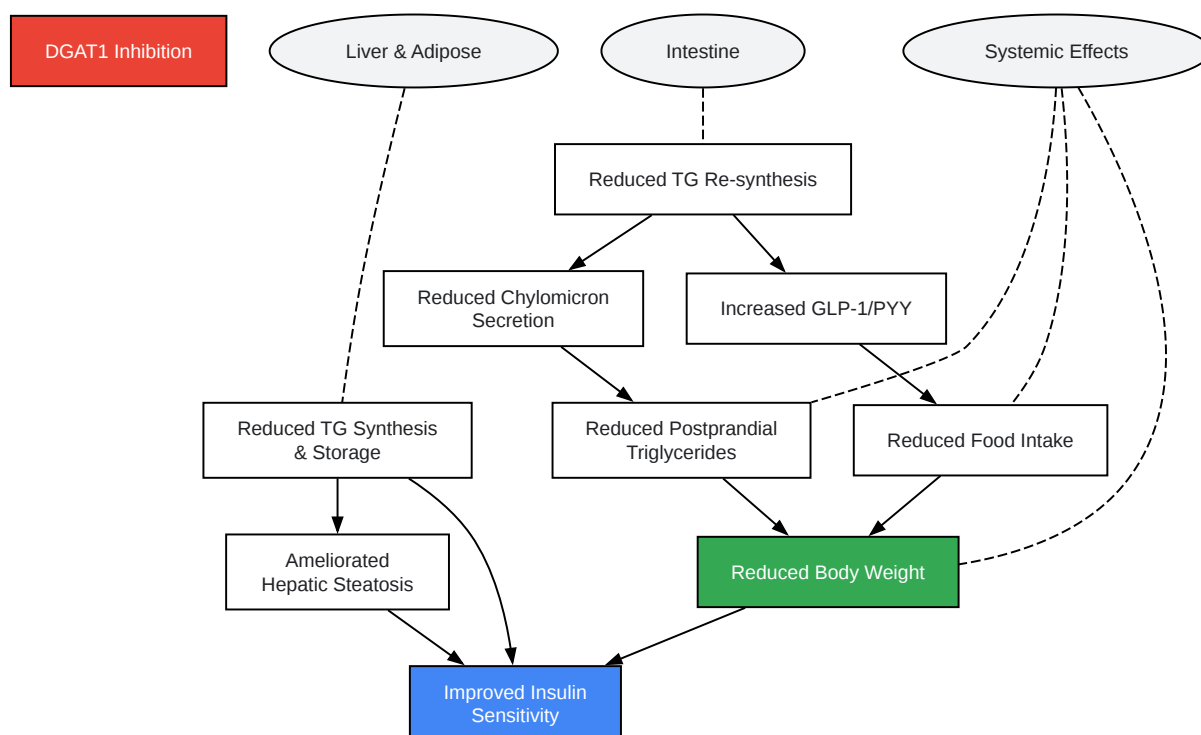 DGAT1 Inhibition
Liver & Adipose
Intestine
Systemic Effects
Reduced TG Re-synthesis
Reduced Chylomicron
Secretion
Increased GLP-1/PYY
Reduced TG Synthesis
& Storage
Reduced Postprandial
Triglycerides
Reduced Food Intake
Ameliorated
Hepatic Steatosis
Reduced Body Weight
Improved Insulin
Sensitivity